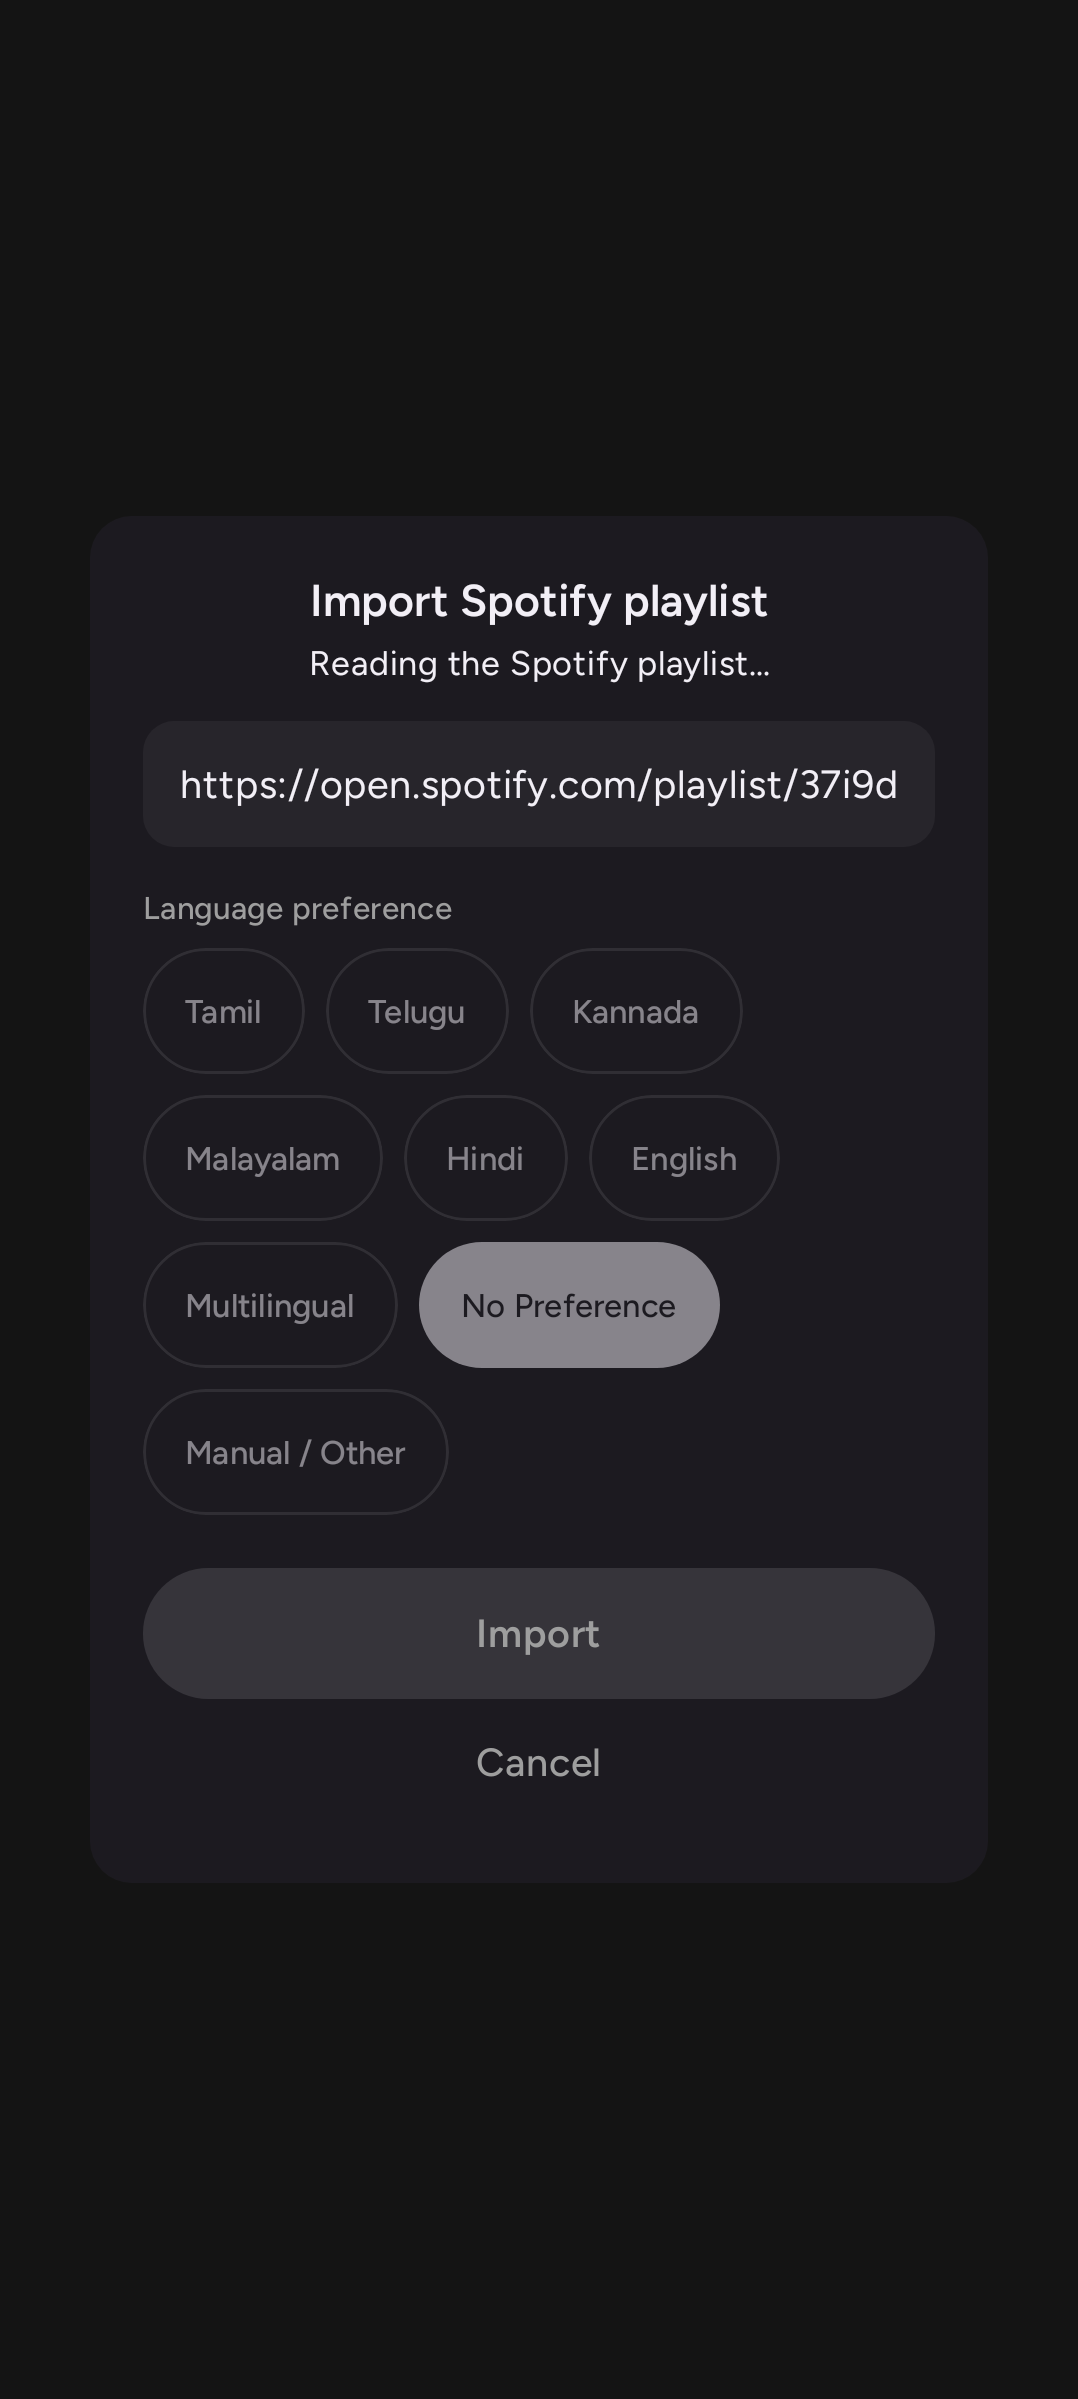 Import Spotify playlist
Reading the Spotify playlist...
https://open.spotify.com/playlist/37i9d
Language preference
Tamil Telugu Kannada
Malayalam Hindi English
Multilingual No Preference
Manual / Other
Import
Cancel